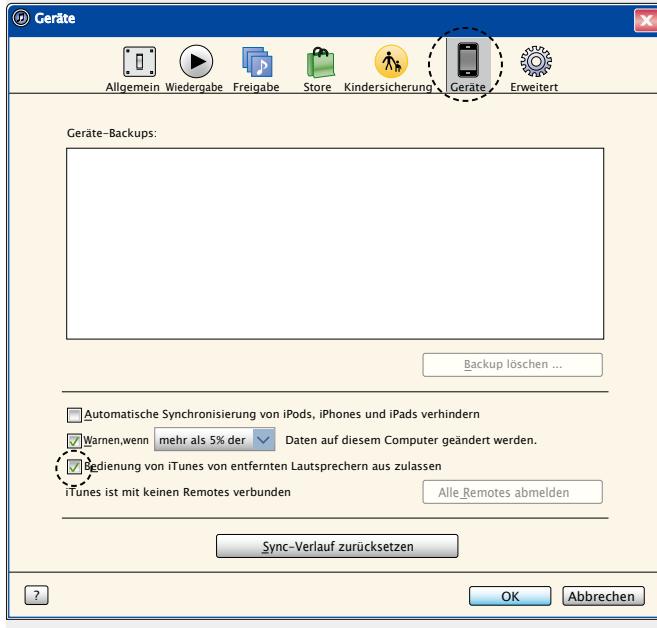 Geräte
Allgemein Wiedergabe Freigabe Store Kindersicherung Geräte Erweitert
Geräte-Backups:
Backup löschen ...
Automatische Synchronisierung von iPods, iPhones und iPads verhindern
Warnen,wenn mehr als 5% der Daten auf diesem Computer geändert werden.
Bedienung von iTunes von entfernten Lautsprechern aus zulassen
iTunes ist mit keinen Remotes verbunden Alle Remotes abmelden
Sync-Verlauf zurücksetzen
? OK Abbrechen